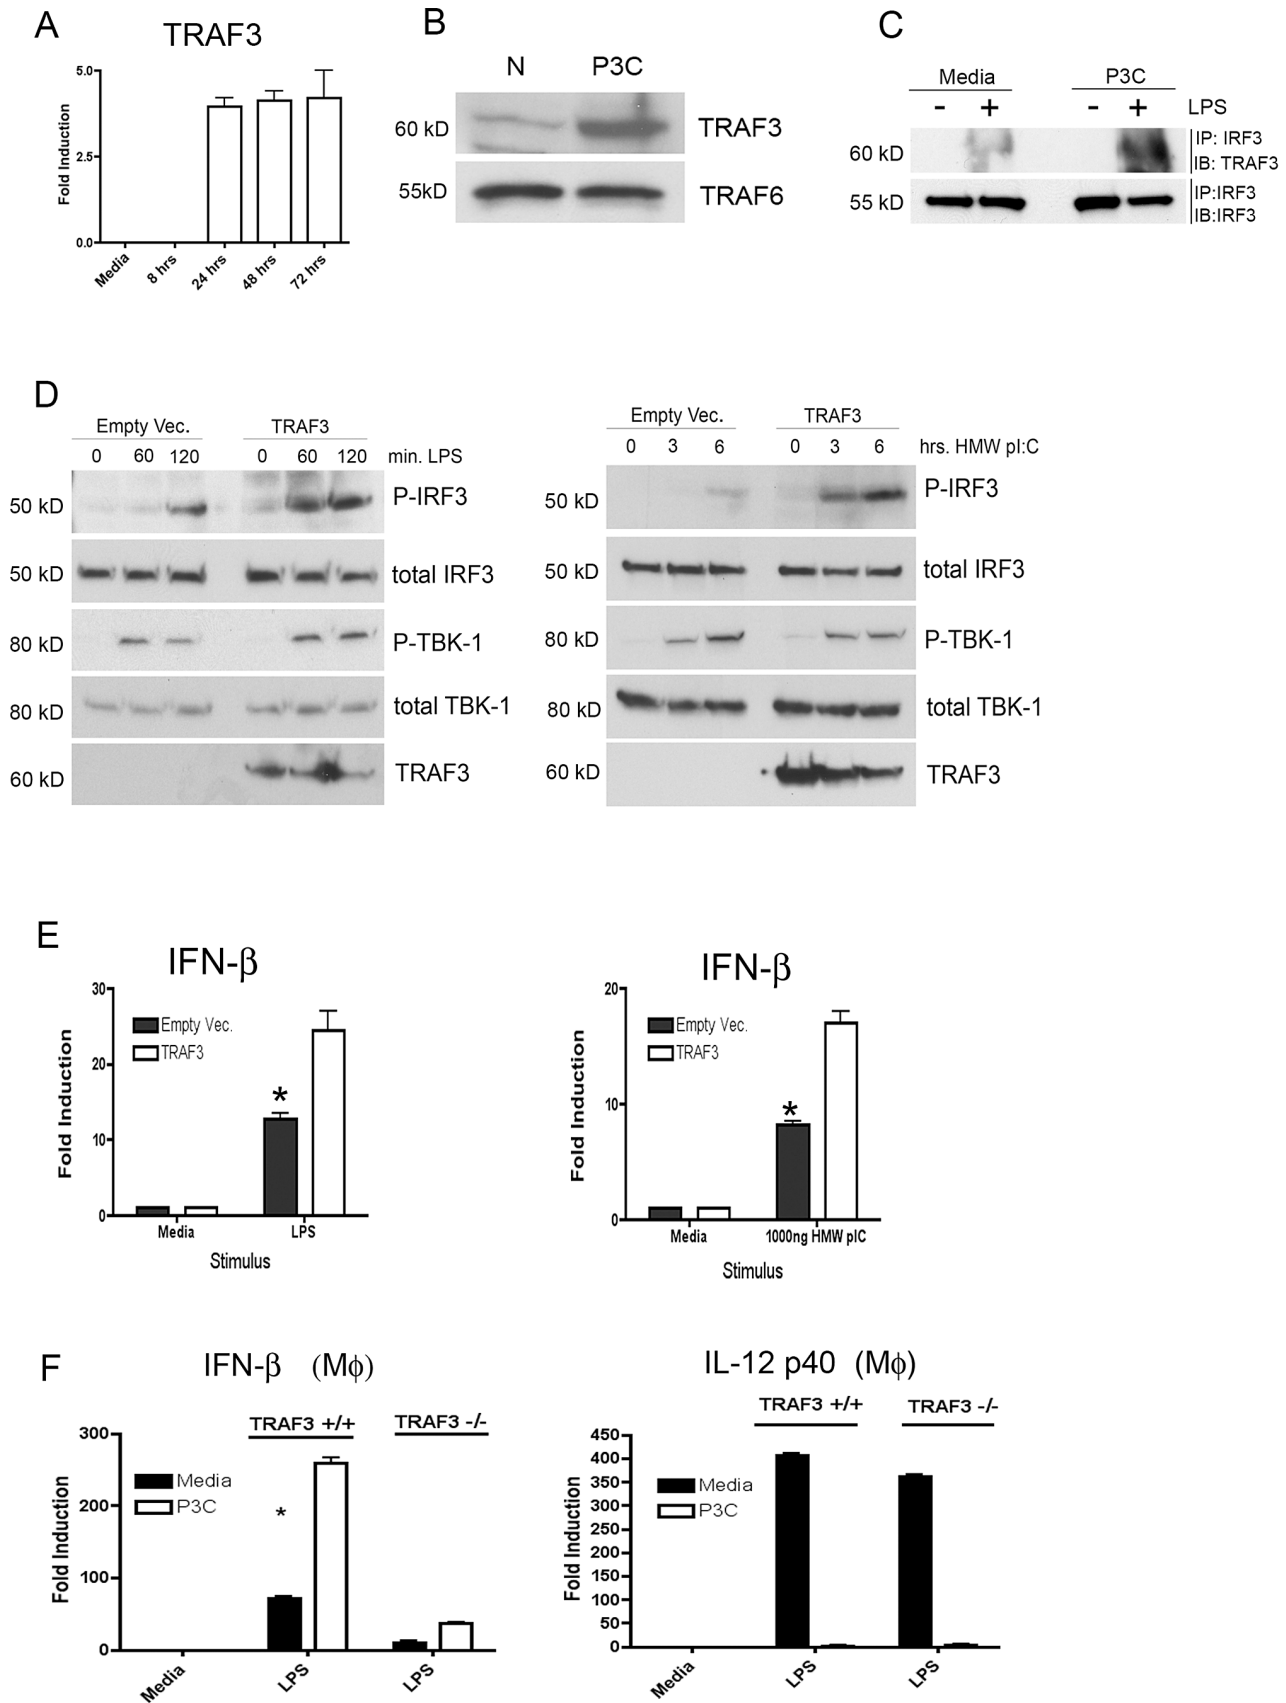 A
TRAF3
Fold Induction
5.0
2.5
0.0
Media
8 hrs
24 hrs
48 hrs
72 hrs
B
N P3C
60 kD TRAF3
55kD TRAF6
C
Media P3C
- + - + LPS
60 kD
IP: IRF3
IB: TRAF3
55 kD
IP:IRF3
IB:IRF3
D
Empty Vec. TRAF3
0 60 120 0 60 120 min. LPS
50 kD P-IRF3
50 kD total IRF3
80 kD P-TBK-1
80 kD total TBK-1
60 kD TRAF3
Empty Vec. TRAF3
0 3 6 0 3 6 hrs. HMW pI:C
50 kD P-IRF3
50 kD total IRF3
80 kD P-TBK-1
80 kD total TBK-1
60 kD TRAF3
E
IFN-β
Fold Induction
30
20
10
0
Empty Vec.
TRAF3
*
Media LPS
Stimulus
IFN-β
Fold Induction
20
10
0
Empty Vec.
TRAF3
*
Media 1000ng HMW pIC
Stimulus
F
IFN-β (Mϕ)
TRAF3 +/+ TRAF3 -/-
Fold Induction
300
200
100
0
Media
P3C
*
Media LPS LPS
IL-12 p40 (Mϕ)
TRAF3 +/+ TRAF3 -/-
Fold Induction
450
400
350
300
250
200
150
100
50
0
Media
P3C
Media LPS LPS